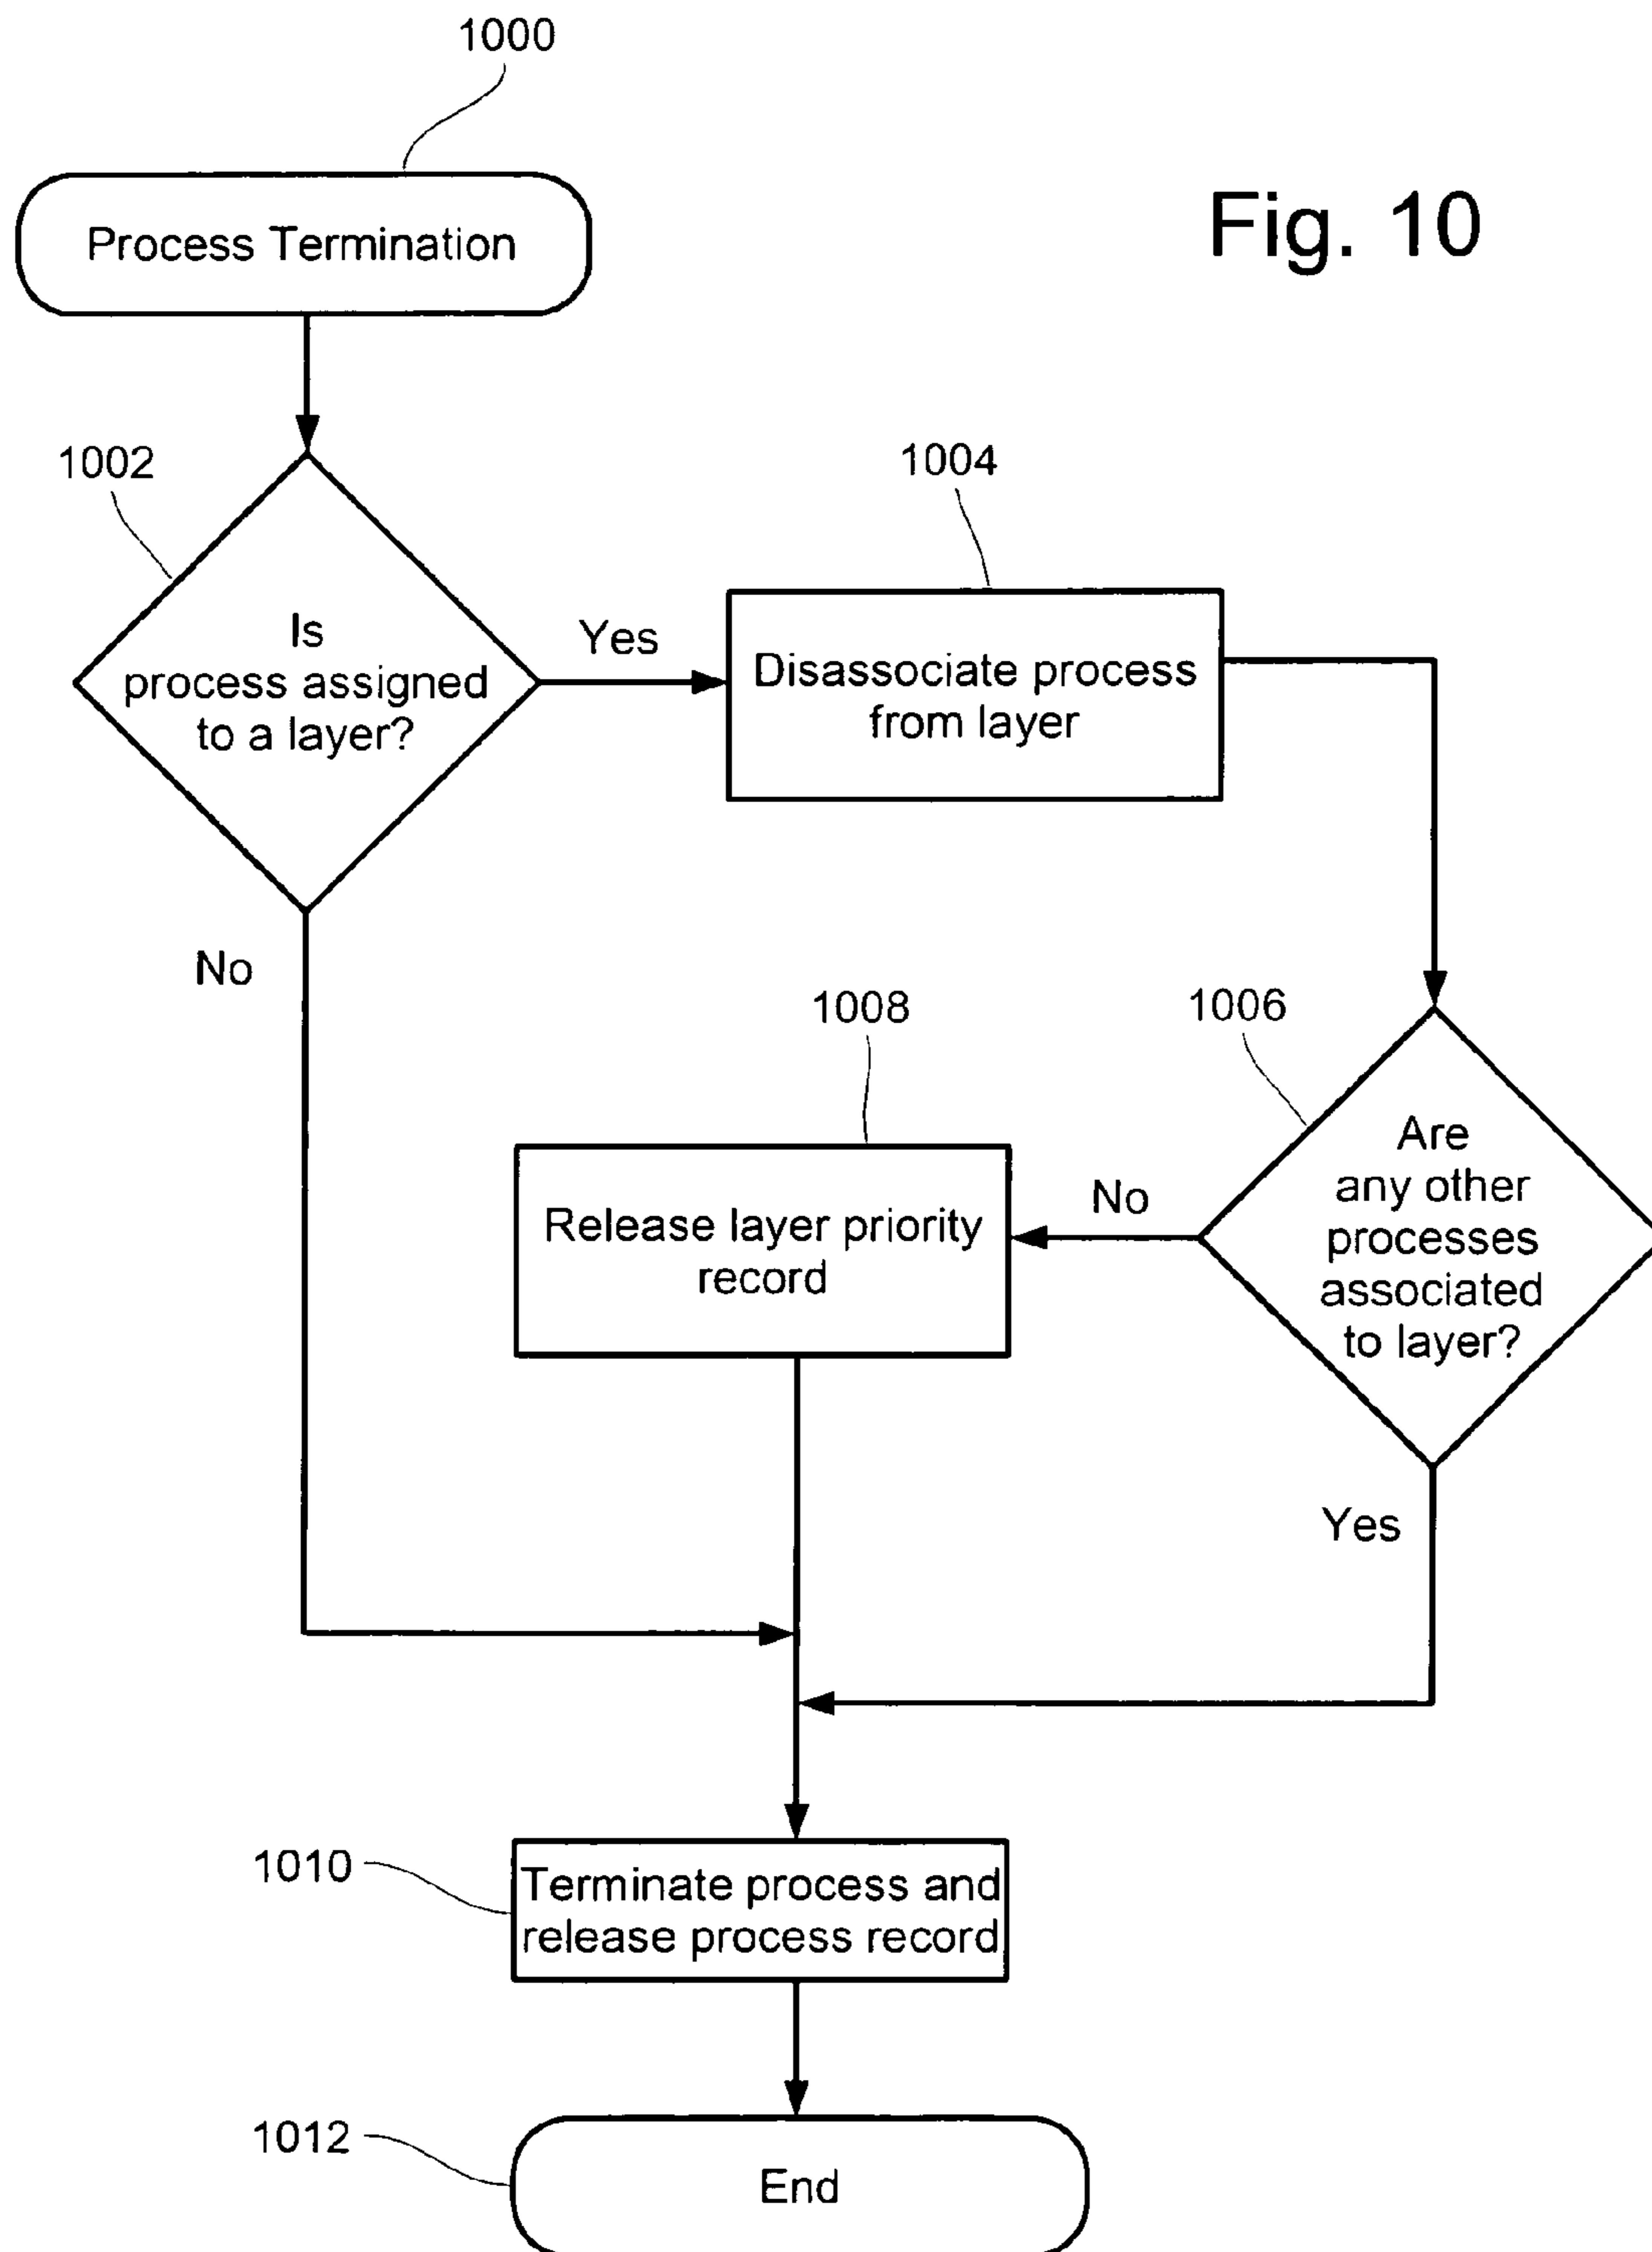 1000
Fig. 10
Process Termination
1002
1004
Is
process assigned
to a layer?
Yes
Disassociate process
from layer
No
1008
1006
Are
any other
processes
associated
to layer?
No
Release layer priority
record
Yes
1010
Terminate process and
release process record
1012
End